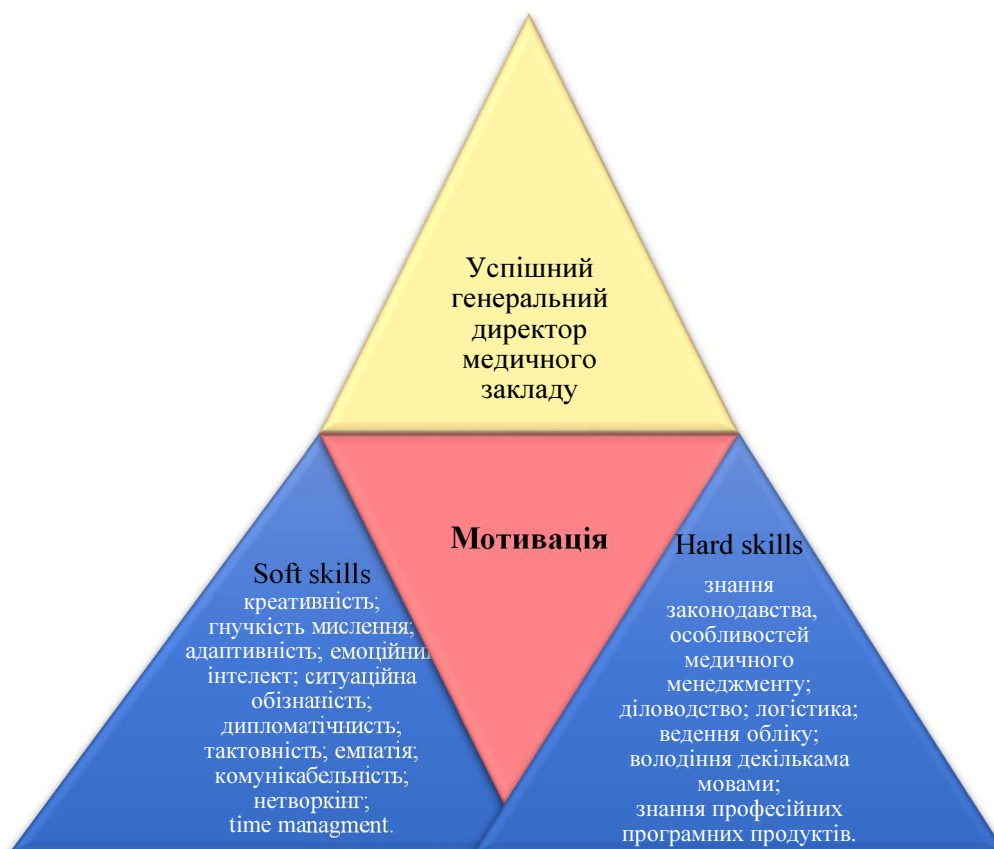 Успішний
генеральний
директор
медичного
закладу
Мотивація
Soft skills
креативність;
гнучкість мислення;
адаптивність; емоційний
інтелект; ситуаційна
обізнаність;
дипломатічнисть;
тактовність; емпатія;
комунікабельність;
нетворкінг;
time managment.
Hard skills
знання
законодавства,
особливостей
медичного
менеджменту;
діловодство; логістика;
ведення обліку;
володіння декількама
мовами;
знання професійних
програмних продуктів.